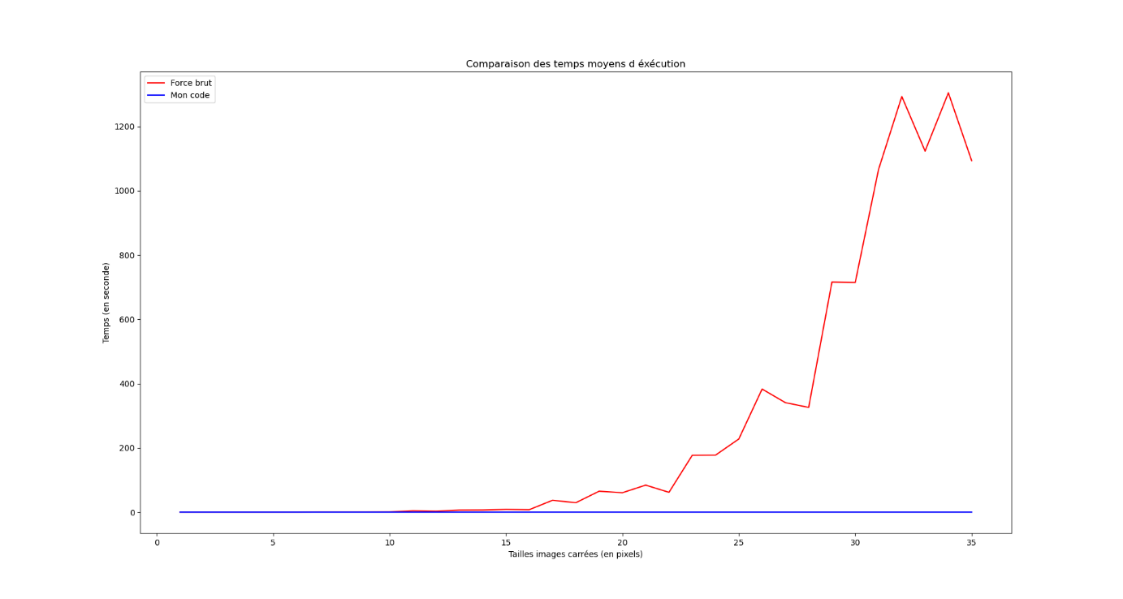 Comparaison des temps moyens d éxécution
Force brut
Mon code
1200
1000
800
600
400
200
0
Temps (en seconde)
0 5 10 15 20 25 30 35
Tailles images carrées (en pixels)